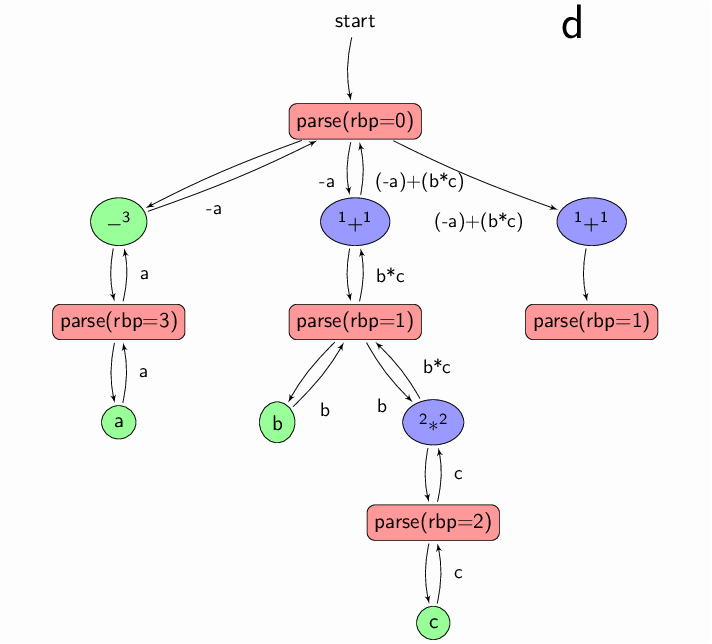 start
d
parse(rbp=0)
-a
-a
(-a)+(b*c)
(-a)+(b*c)
−³
¹+¹
¹+¹
a
b*c
parse(rbp=3)
parse(rbp=1)
parse(rbp=1)
a
b
b
b*c
a
b
²*²
c
parse(rbp=2)
c
c